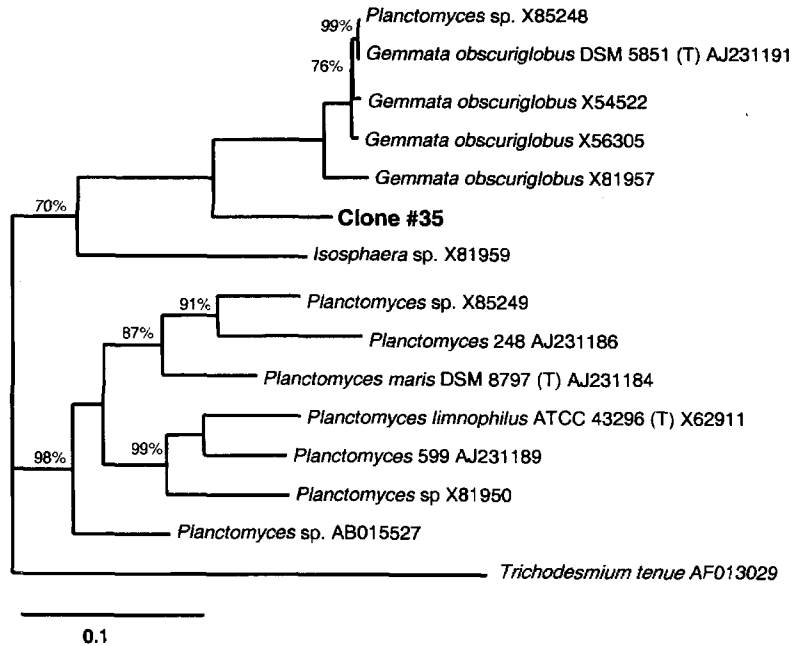 Planctomyces sp. X85248
99%
Gemmata obscuriglobus DSM 5851 (T) AJ231191
76%
Gemmata obscuriglobus X54522
Gemmata obscuriglobus X56305
Gemmata obscuriglobus X81957
70%
Clone #35
Isosphaera sp. X81959
91%
Planctomyces sp. X85249
87%
Planctomyces 248 AJ231186
Planctomyces maris DSM 8797 (T) AJ231184
Planctomyces limnophilus ATCC 43296 (T) X62911
99%
98%
Planctomyces 599 AJ231189
Planctomyces sp X81950
Planctomyces sp. AB015527
Trichodesmium tenue AF013029
0.1